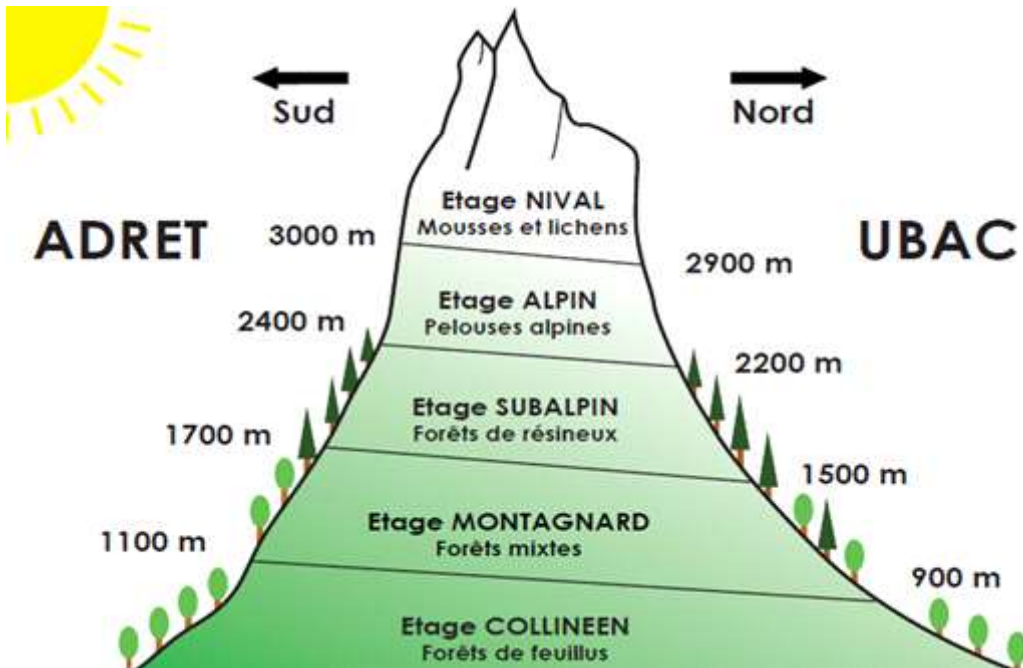 Sud
Nord
ADRET
UBAC
Etage NIVAL
Mousses et lichens
3000 m
2900 m
Etage ALPIN
Pelouses alpines
2400 m
2200 m
Etage SUBALPIN
Forêts de résineux
1700 m
1500 m
Etage MONTAGNARD
Forêts mixtes
1100 m
900 m
Etage COLLINEEN
Forêts de feuillus